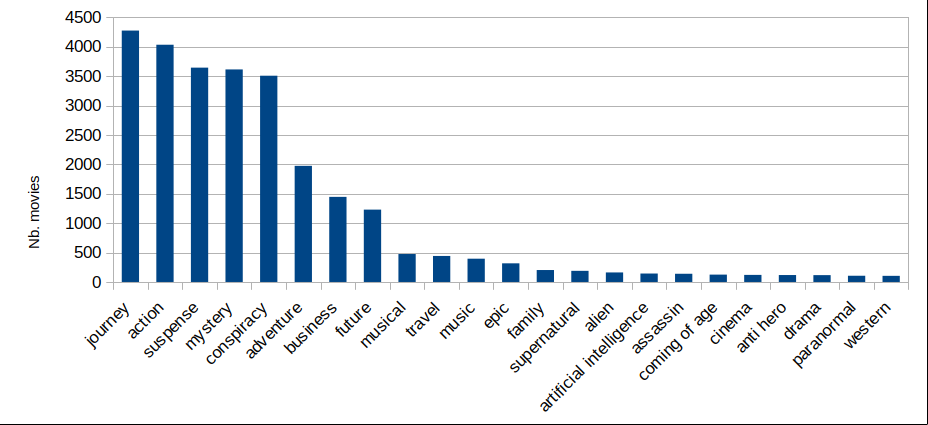 4500
4000
3500
3000
2500
2000
1500
1000
500
0
Nb. movies
journey
action
suspense
mystery
conspiracy
adventure
business
future
musical
travel
music
epic
family
supernatural
alien
artificial intelligence
assassin
coming of age
cinema
anti hero
drama
paranormal
western